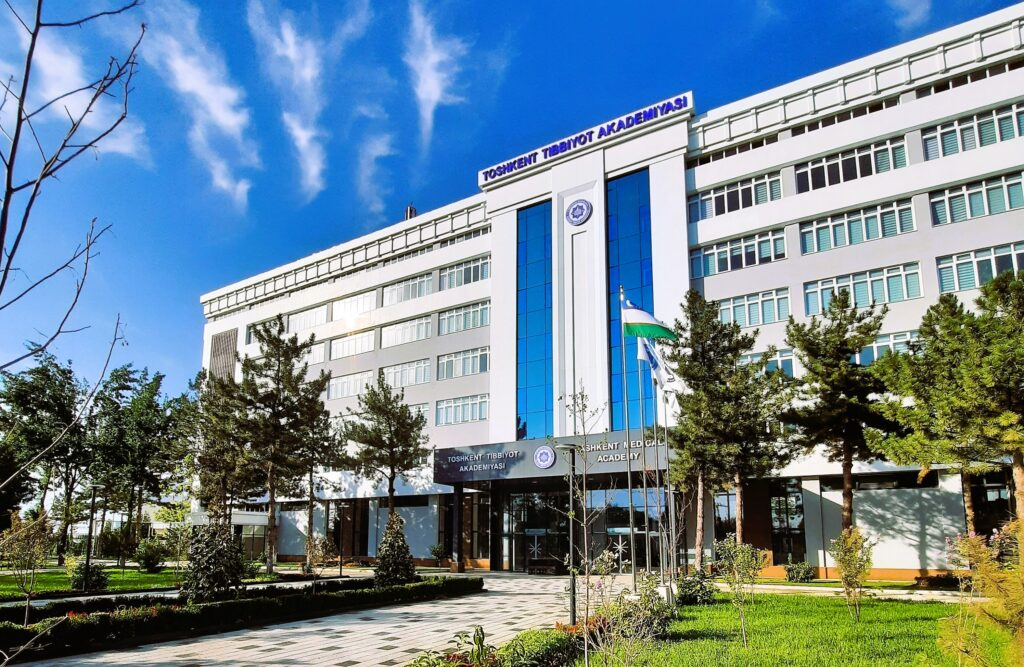 TOSHKENT TIBBIYOT AKADEMIYASI
TOSHKENT TIBBIYOT
AKADEMIYASI
TASHKENT MEDICAL
ACADEMY